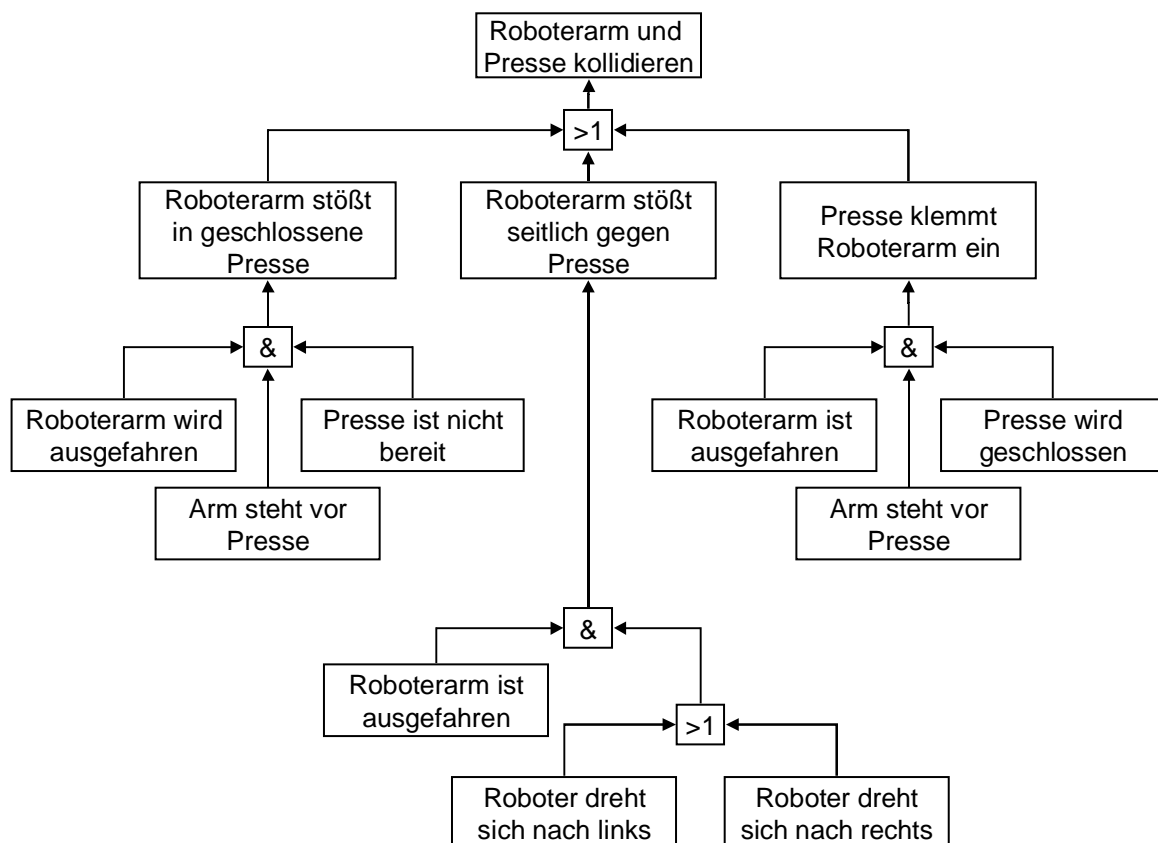 Roboterarm und
Presse kollidieren
>1
Roboterarm stößt
in geschlossene
Presse
Roboterarm stößt
seitlich gegen
Presse
Presse klemmt
Roboterarm ein
&
&
Roboterarm wird
ausgefahren
Presse ist nicht
bereit
Roboterarm ist
ausgefahren
Presse wird
geschlossen
Arm steht vor
Presse
Arm steht vor
Presse
&
Roboterarm ist
ausgefahren
>1
Roboter dreht
sich nach links
Roboter dreht
sich nach rechts